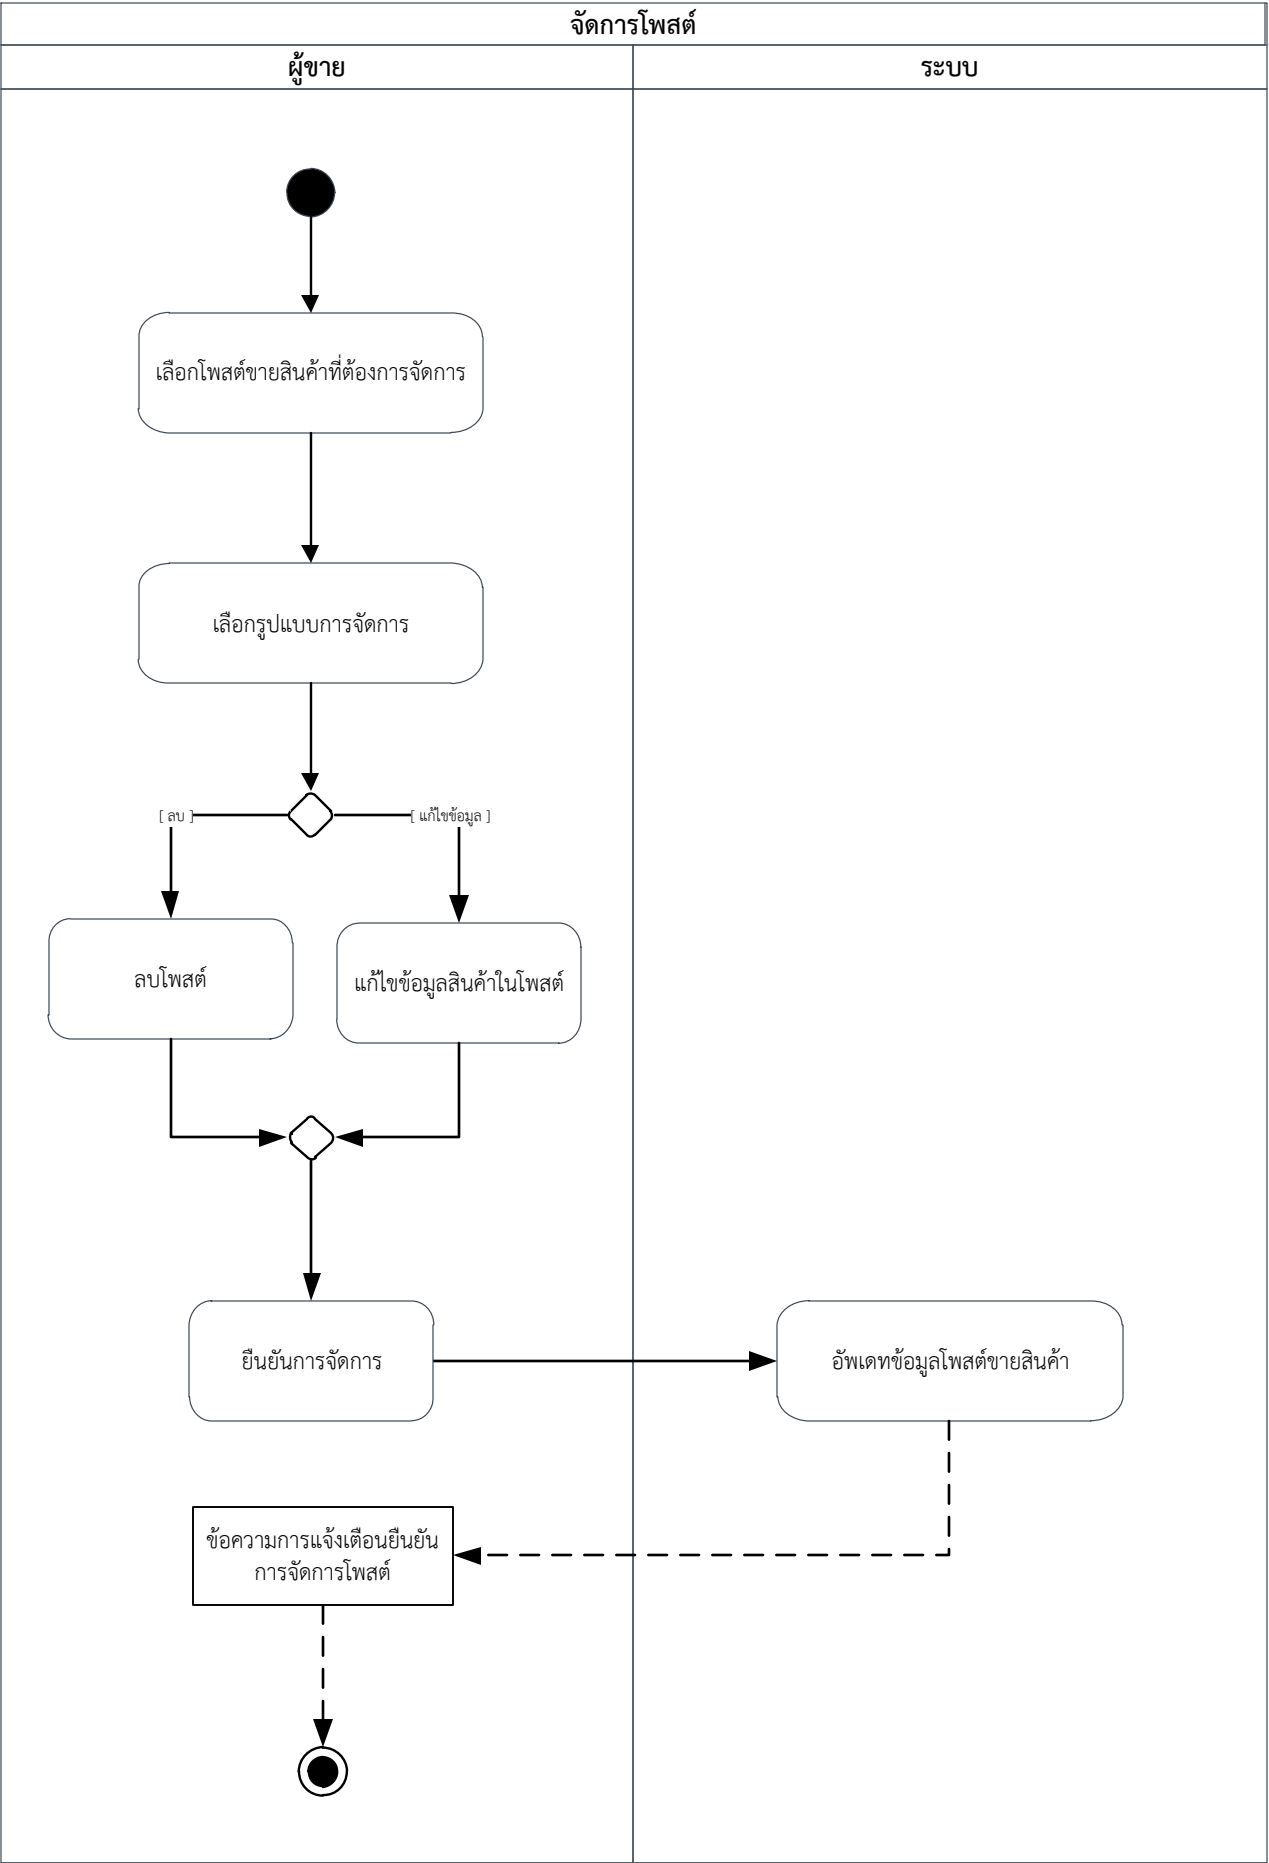 จัดการโพสต์
ผู้ขาย
ระบบ
เลือกโพสต์ขายสินค้าที่ต้องการจัดการ
เลือกรูปแบบการจัดการ
[ ลบ ]
[ แก้ไขข้อมูล ]
ลบโพสต์
แก้ไขข้อมูลสินค้าในโพสต์
ยืนยันการจัดการ
อัพเดทข้อมูลโพสต์ขายสินค้า
ข้อความการแจ้งเตือนยืนยัน
การจัดการโพสต์